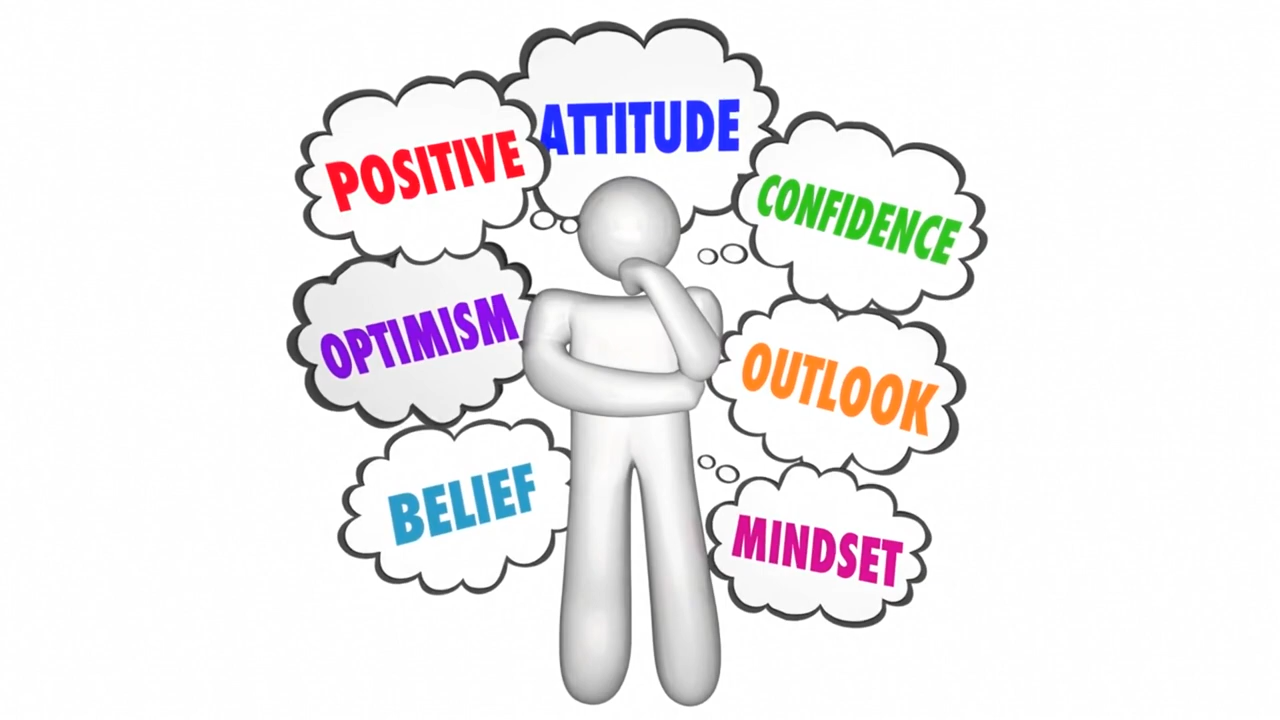 POSITIVE
ATTITUDE
CONFIDENCE
OPTIMISM
OUTLOOK
BELIEF
MINDSET